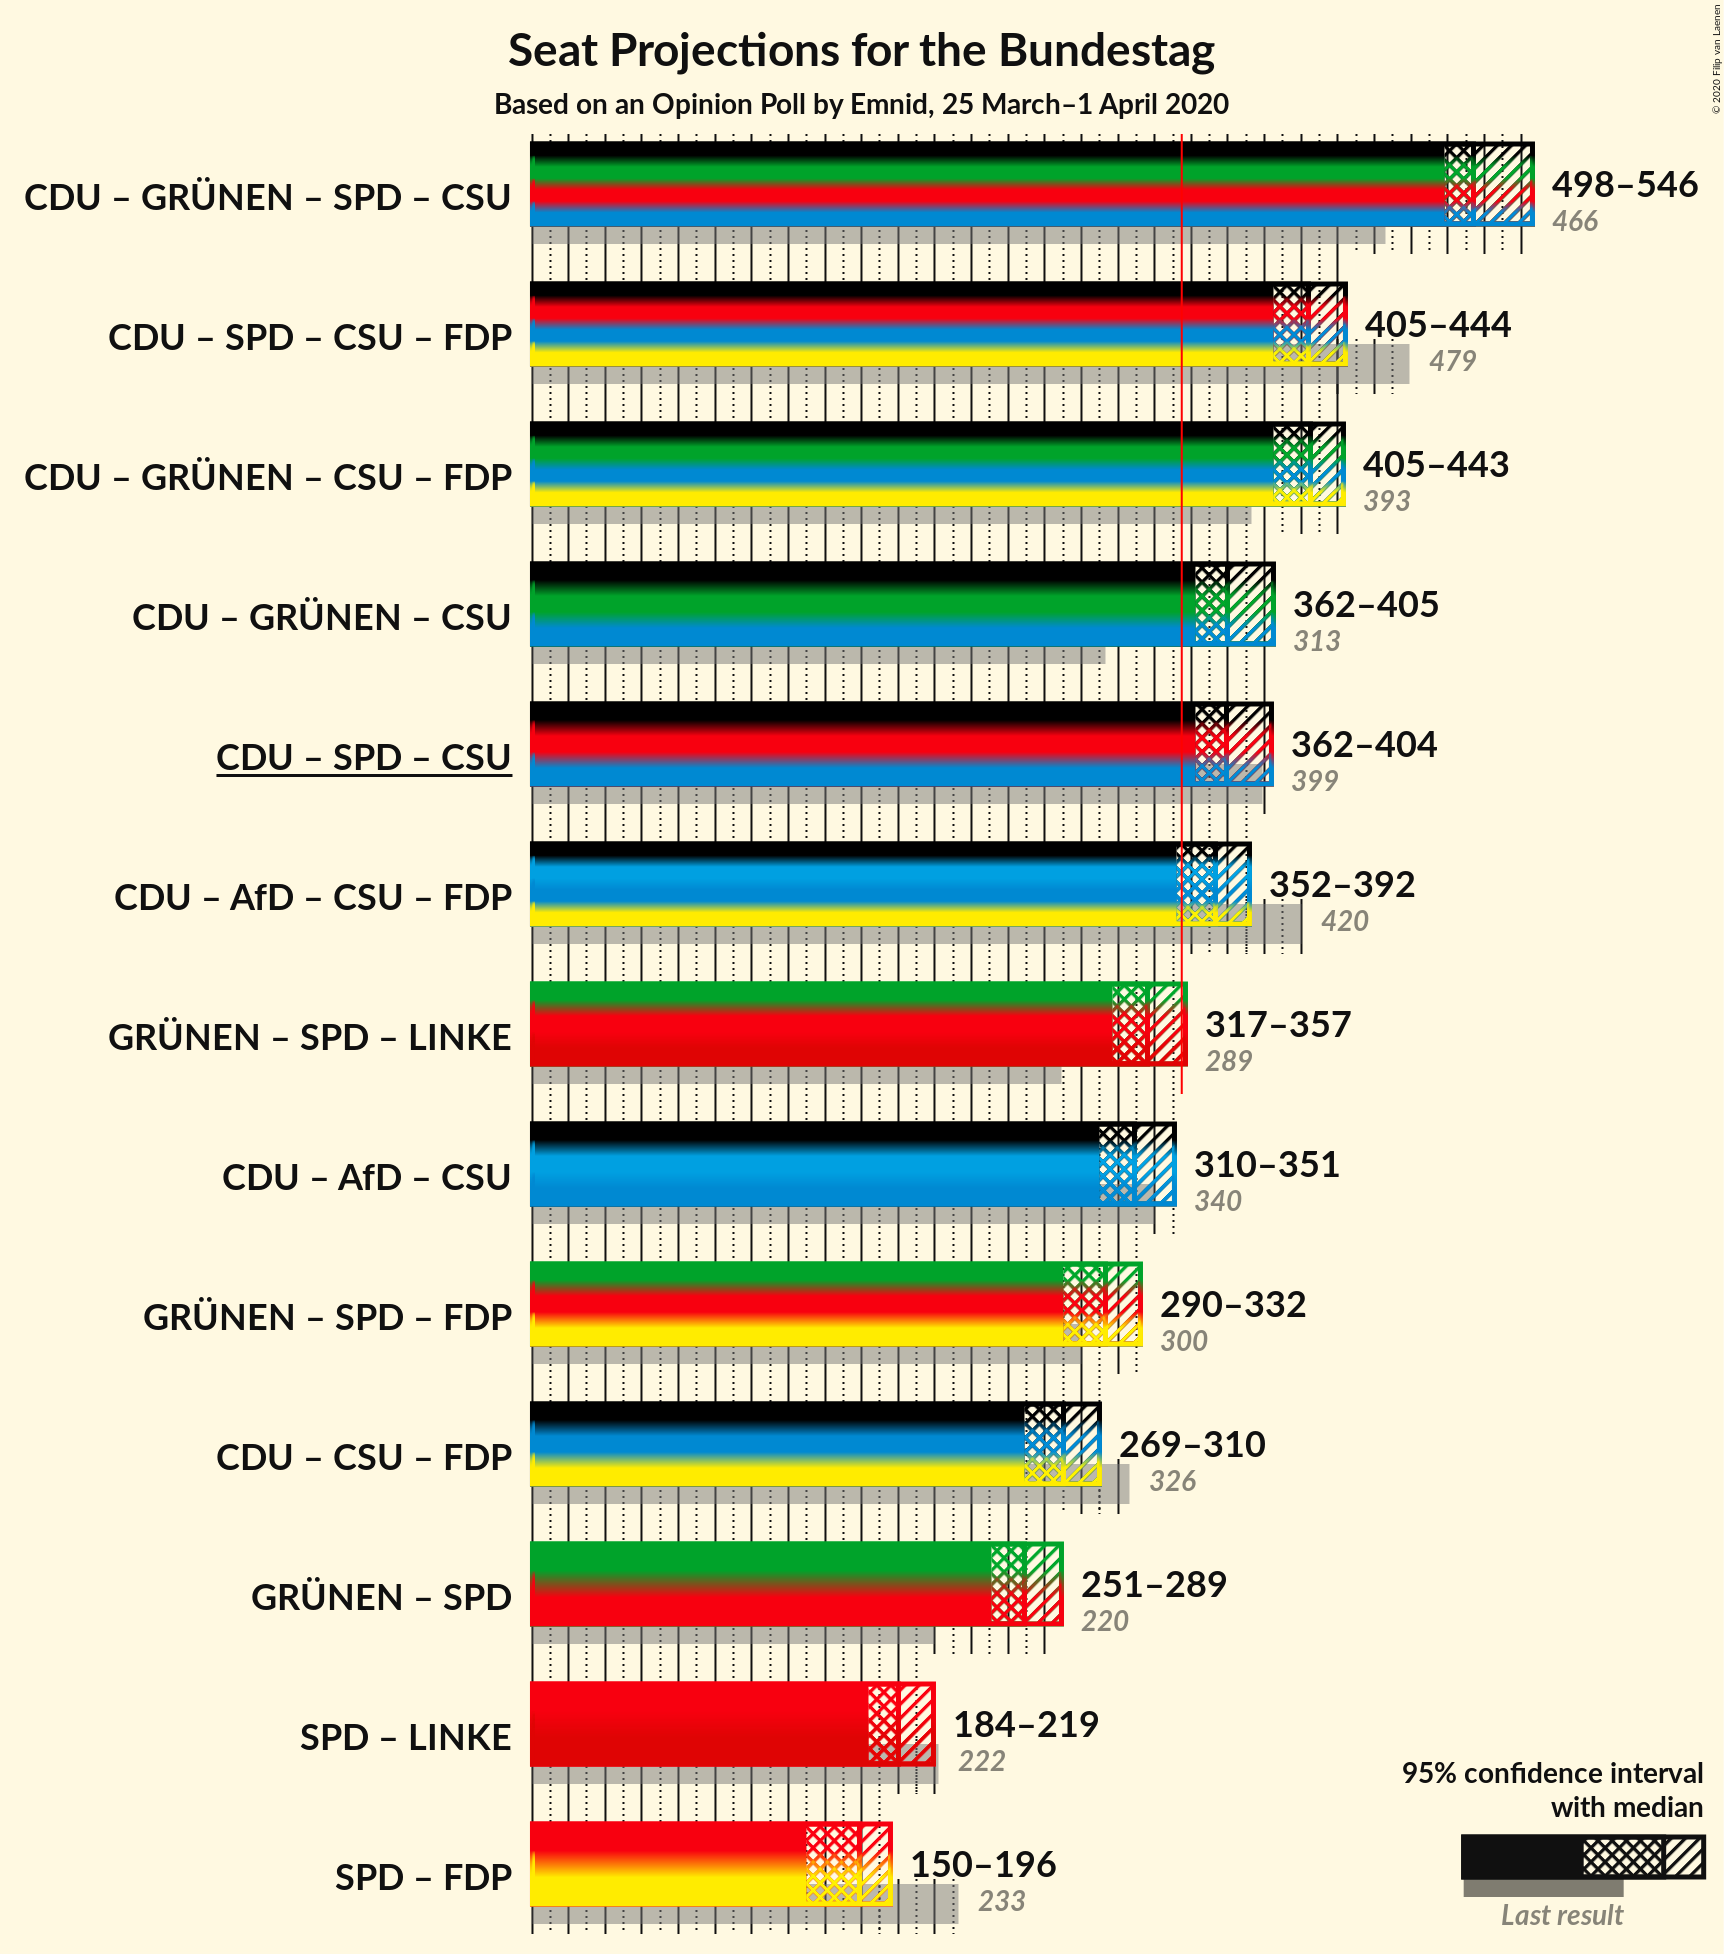 Seat Projections for the Bundestag
Based on an Opinion Poll by Emnid, 25 March–1 April 2020
© 2020 Filip van Laenen
CDU – GRÜNEN – SPD – CSU
498–546
466
CDU – SPD – CSU – FDP
405–444
479
CDU – GRÜNEN – CSU – FDP
405–443
393
CDU – GRÜNEN – CSU
362–405
313
CDU – SPD – CSU
362–404
399
CDU – AfD – CSU – FDP
352–392
420
GRÜNEN – SPD – LINKE
317–357
289
CDU – AfD – CSU
310–351
340
GRÜNEN – SPD – FDP
290–332
300
CDU – CSU – FDP
269–310
326
GRÜNEN – SPD
251–289
220
SPD – LINKE
184–219
222
SPD – FDP
150–196
233
95% confidence interval
with median
Last result